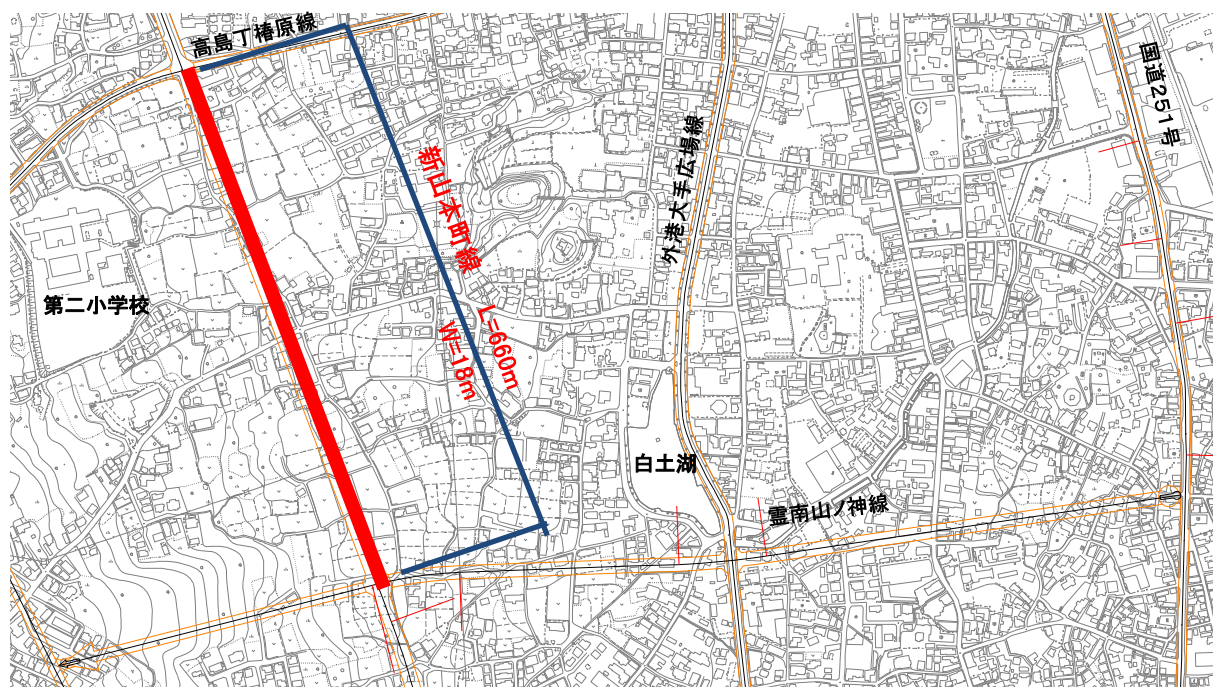 高島丁椿原線
国道251号
外港大手広場線
新山本町線
第二小学校
L=660m
W=18m
白土湖
霊南山ノ神線